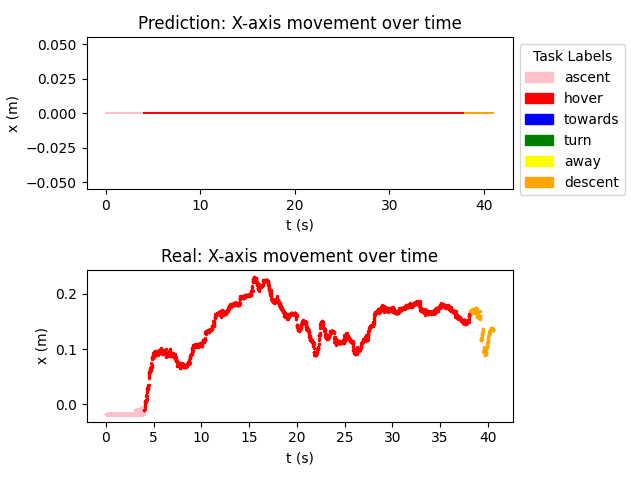 Prediction: X-axis movement over time
0.050
0.025
0.000
−0.025
−0.050
x (m)
0 10 20 30 40
t (s)
Task Labels
ascent
hover
towards
turn
away
descent
Real: X-axis movement over time
0.2
0.1
0.0
x (m)
0 5 10 15 20 25 30 35 40
t (s)